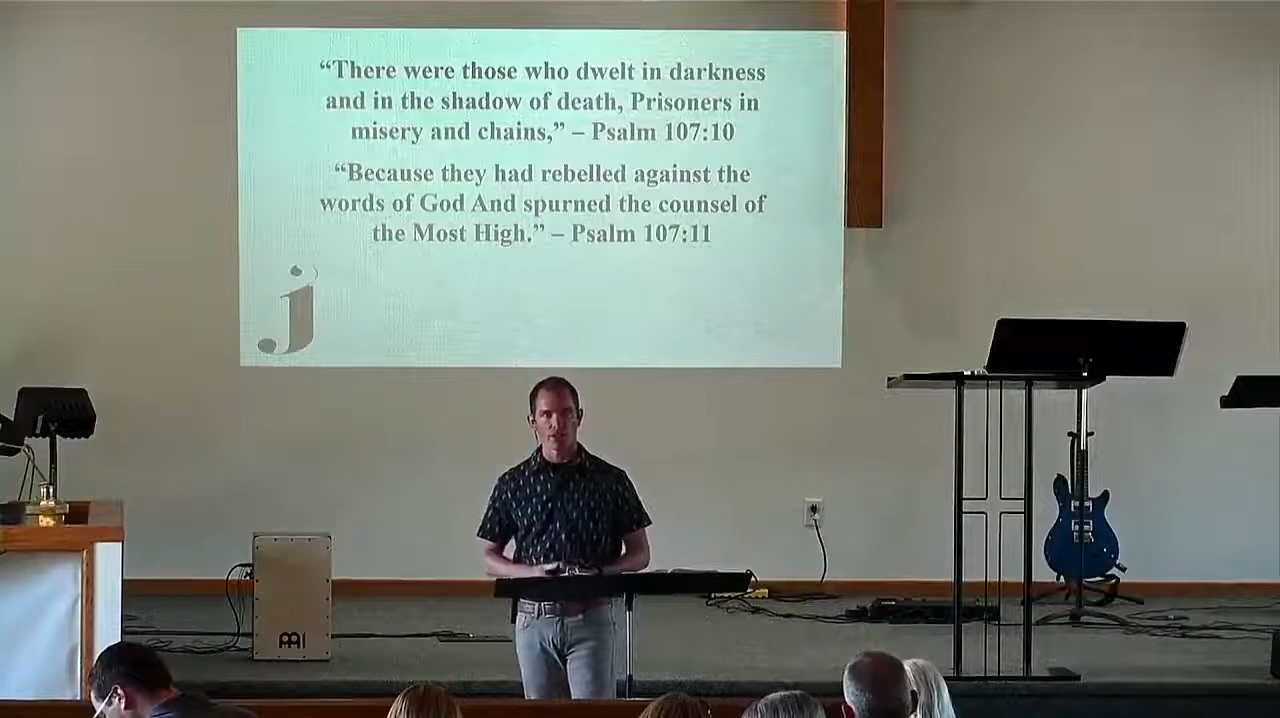 “There were those who dwelt in darkness
and in the shadow of death, Prisoners in
misery and chains,” – Psalm 107:10
“Because they had rebelled against the
words of God And spurned the counsel of
the Most High.” – Psalm 107:11
j